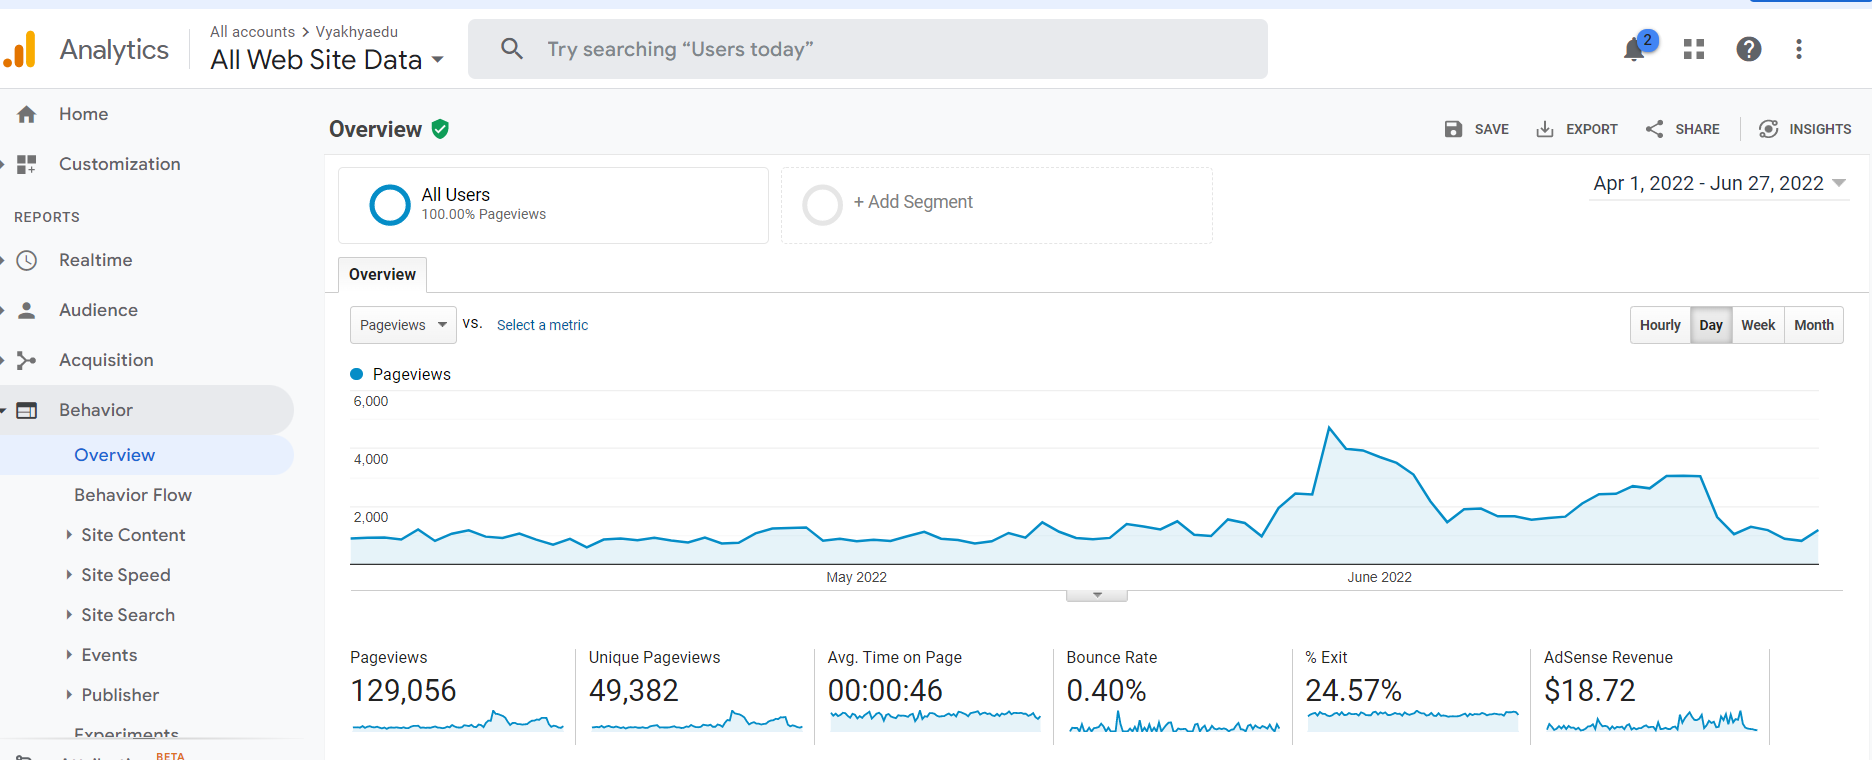 All accounts > Vyakhyaedu
Analytics
All Web Site Data
Try searching “Users today”
2
Home
Customization
REPORTS
Realtime
Audience
Acquisition
Behavior
Overview
Behavior Flow
Site Content
Site Speed
Site Search
Events
Publisher
Experiments
BETA
Overview
SAVE
EXPORT
SHARE
INSIGHTS
All Users
100.00% Pageviews
+ Add Segment
Apr 1, 2022 - Jun 27, 2022
Overview
Pageviews
VS.
Select a metric
Hourly
Day
Week
Month
Pageviews
6,000
4,000
2,000
May 2022
June 2022
Pageviews
129,056
Unique Pageviews
49,382
Avg. Time on Page
00:00:46
Bounce Rate
0.40%
% Exit
24.57%
AdSense Revenue
$18.72